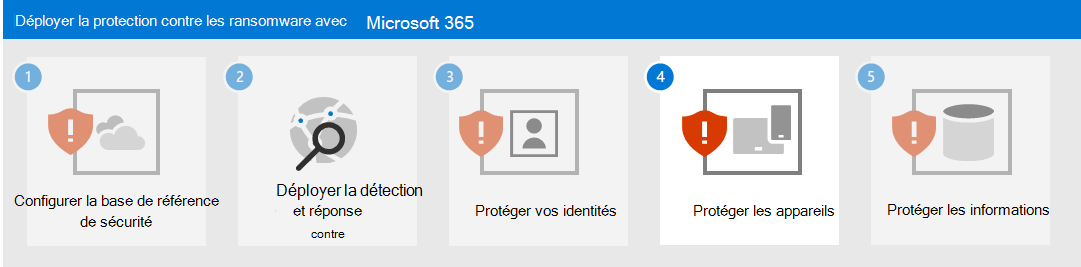 Déployer la protection contre les ransomware avec Microsoft 365
1
2
3
4
5
Configurer la base de référence
de sécurité
Déployer la détection
et réponse
contre
Protéger vos identités
Protéger les appareils
Protéger les informations